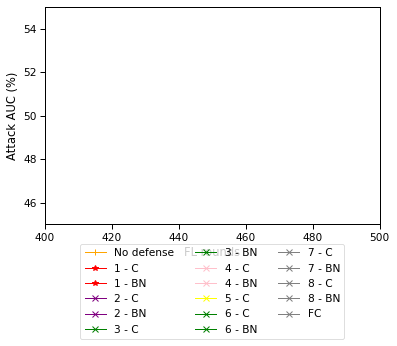 54
52
50
48
46
Attack AUC (%)
400 420 440 460 480 500
FL rounds
No defense
1 - C
1 - BN
2 - C
2 - BN
3 - C
3 - BN
4 - C
4 - BN
5 - C
6 - C
6 - BN
7 - C
7 - BN
8 - C
8 - BN
FC